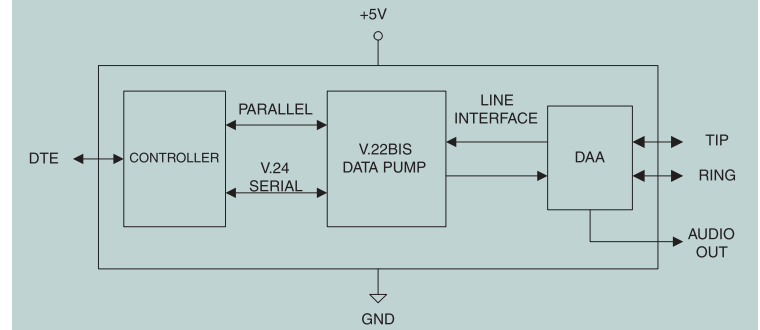 +5V
PARALLEL
LINE
INTERFACE
DTE
CONTROLLER
V.24
SERIAL
V.22BIS
DATA PUMP
DAA
TIP
RING
AUDIO
OUT
GND